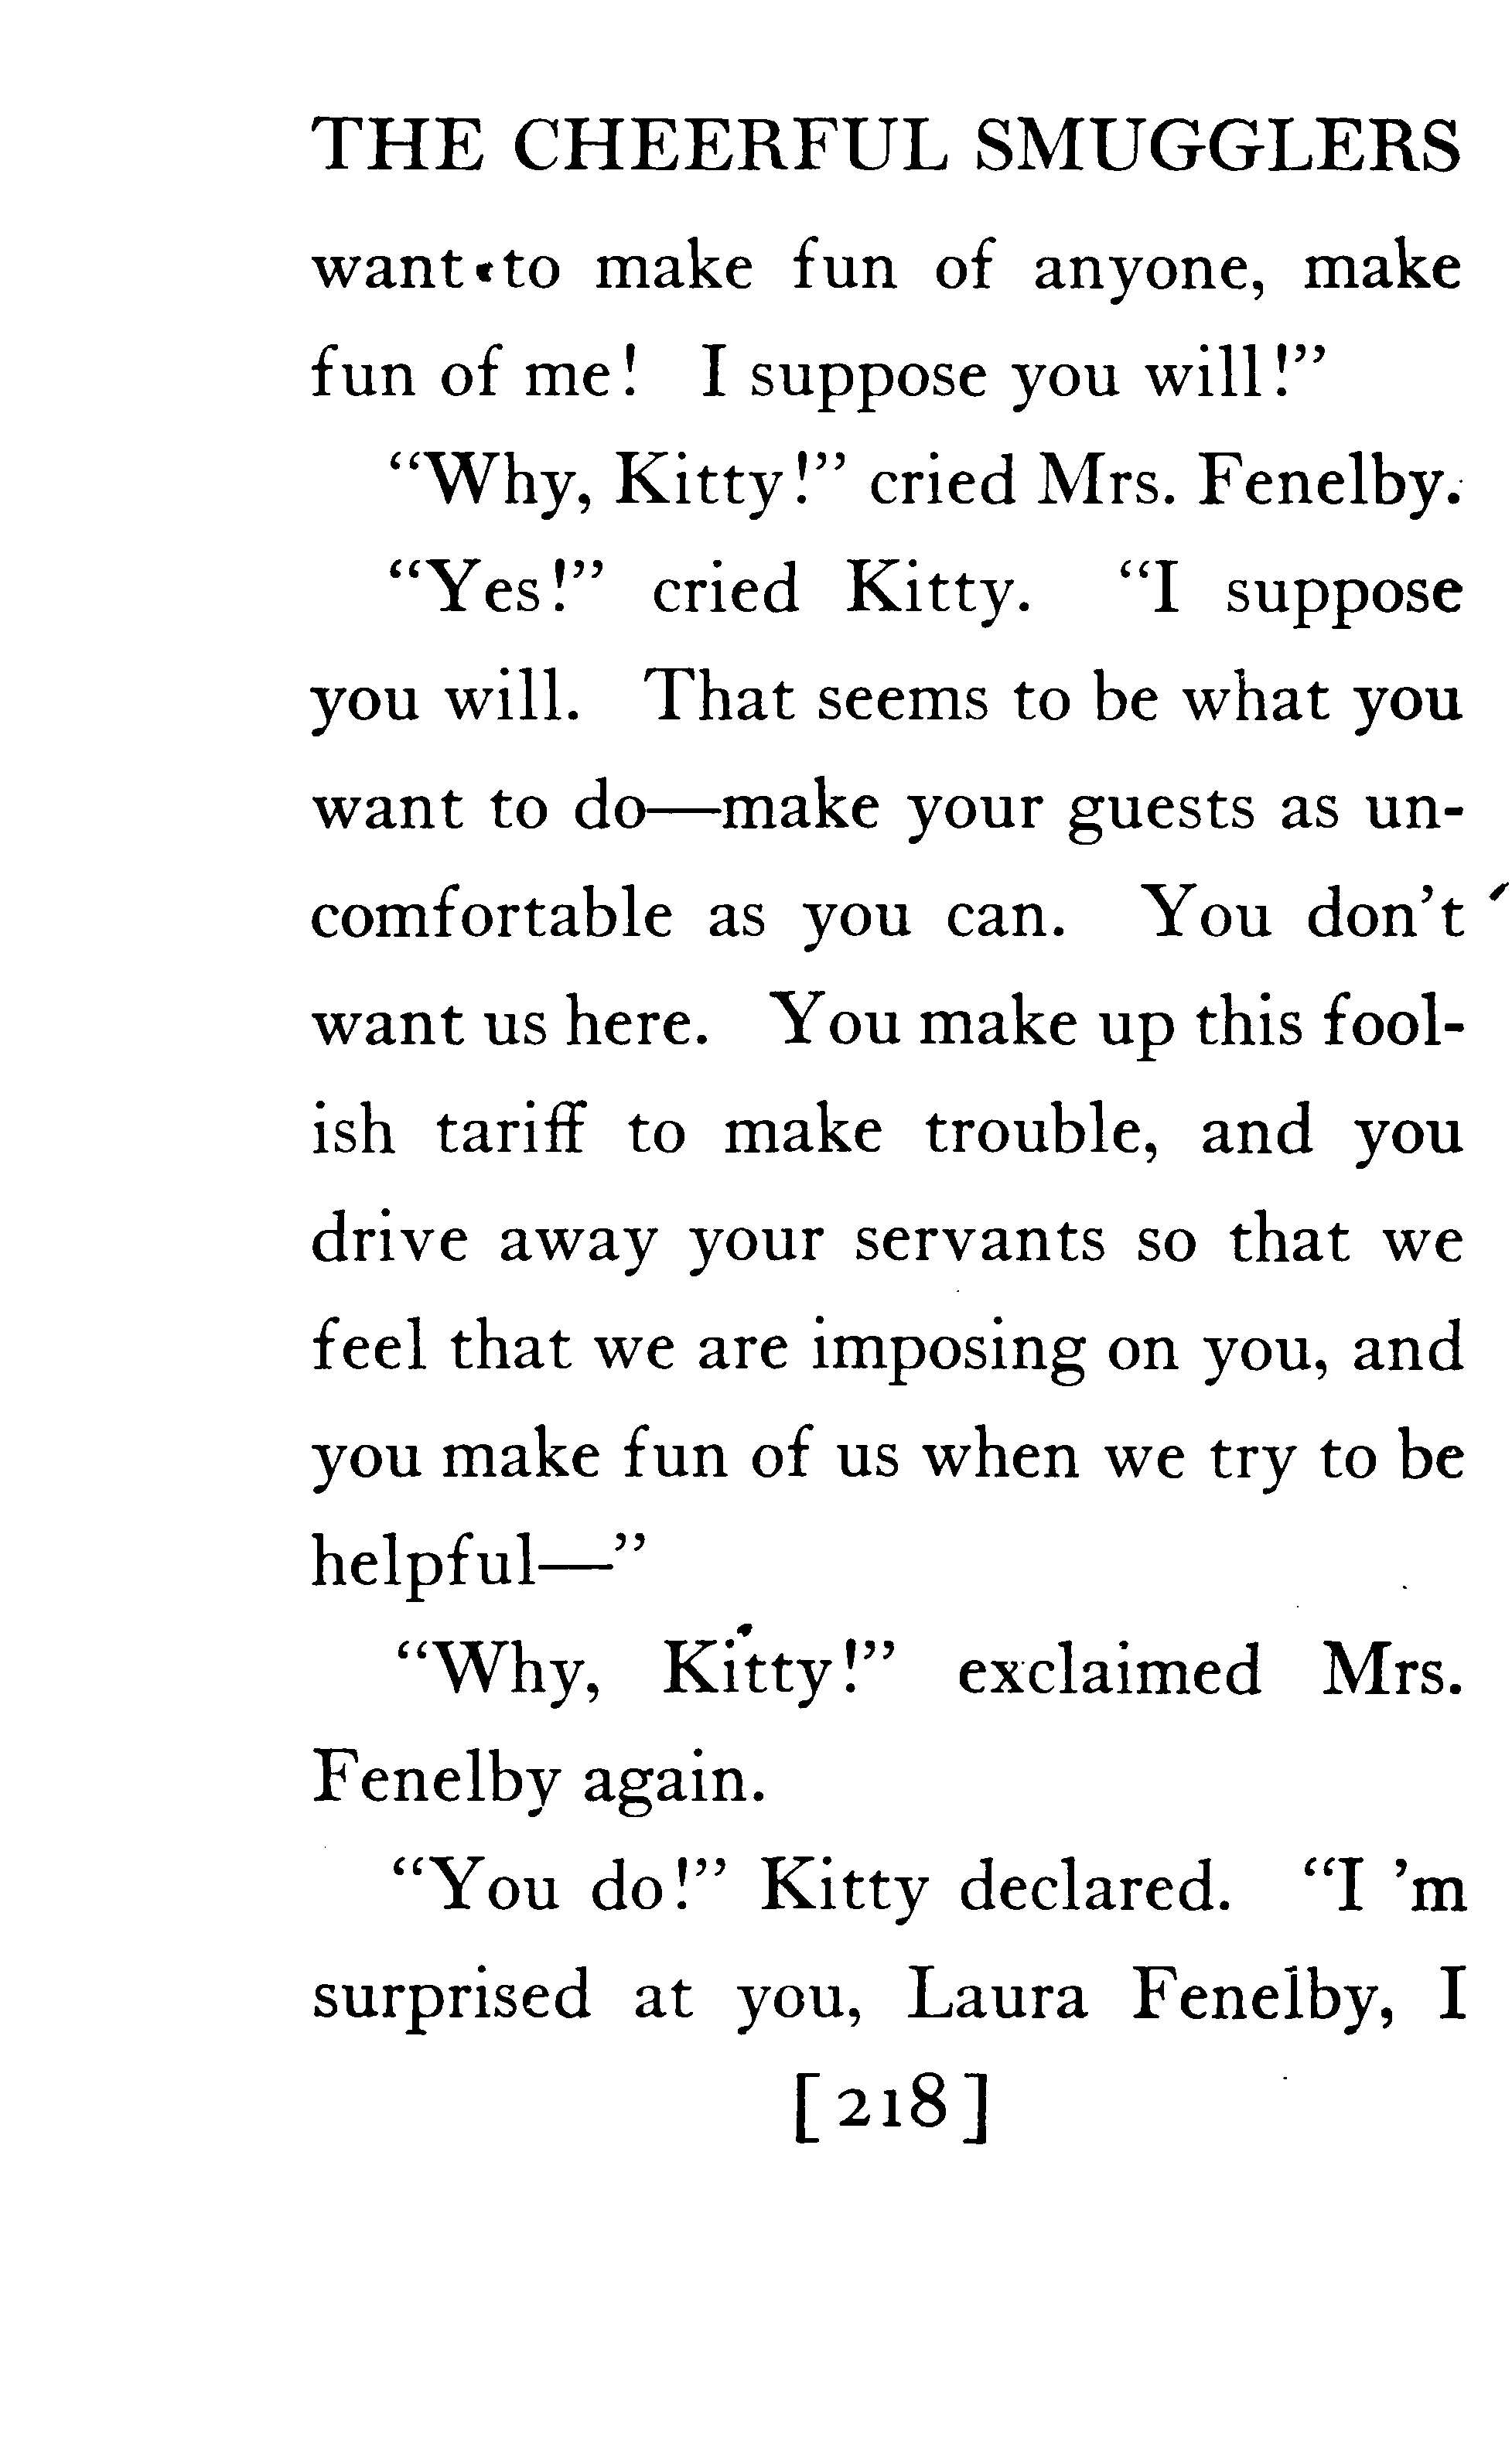 THE CHEERFUL SMUGGLERS
want to make fun of anyone, make
fun of me! I suppose you will!”
“Why, Kitty!” cried Mrs. Fenelby.
“Yes!” cried Kitty. “I suppose
you will. That seems to be what you
want to do—make your guests as un-
comfortable as you can. You don’t
want us here. You make up this fool-
ish tariff to make trouble, and you
drive away your servants so that we
feel that we are imposing on you, and
you make fun of us when we try to be
helpful—”
“Why, Kitty!” exclaimed Mrs.
Fenelby again.
“You do!” Kitty declared. “I ’m
surprised at you, Laura Fenelby, I
[218]